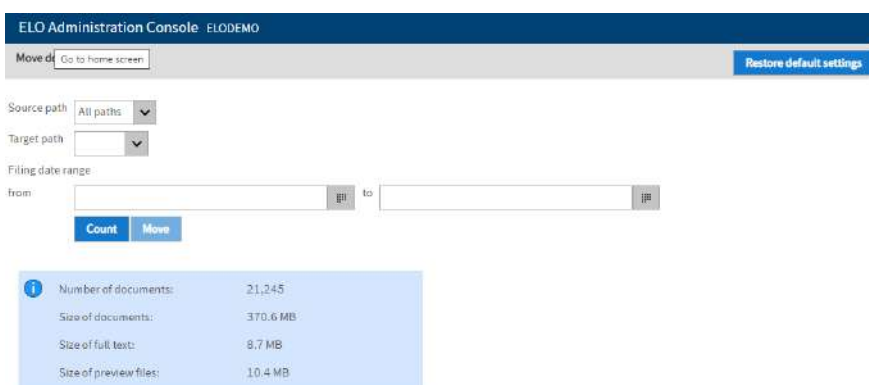 ELO Administration Console ELODEMO
Move de Go to home screen
Restore default settings
Source path All paths
Target path
Filing date range
from to
Count Move
Number of documents: 21,245
Size of documents: 370.6 MB
Size of full text: 8.7 MB
Size of preview files: 10.4 MB